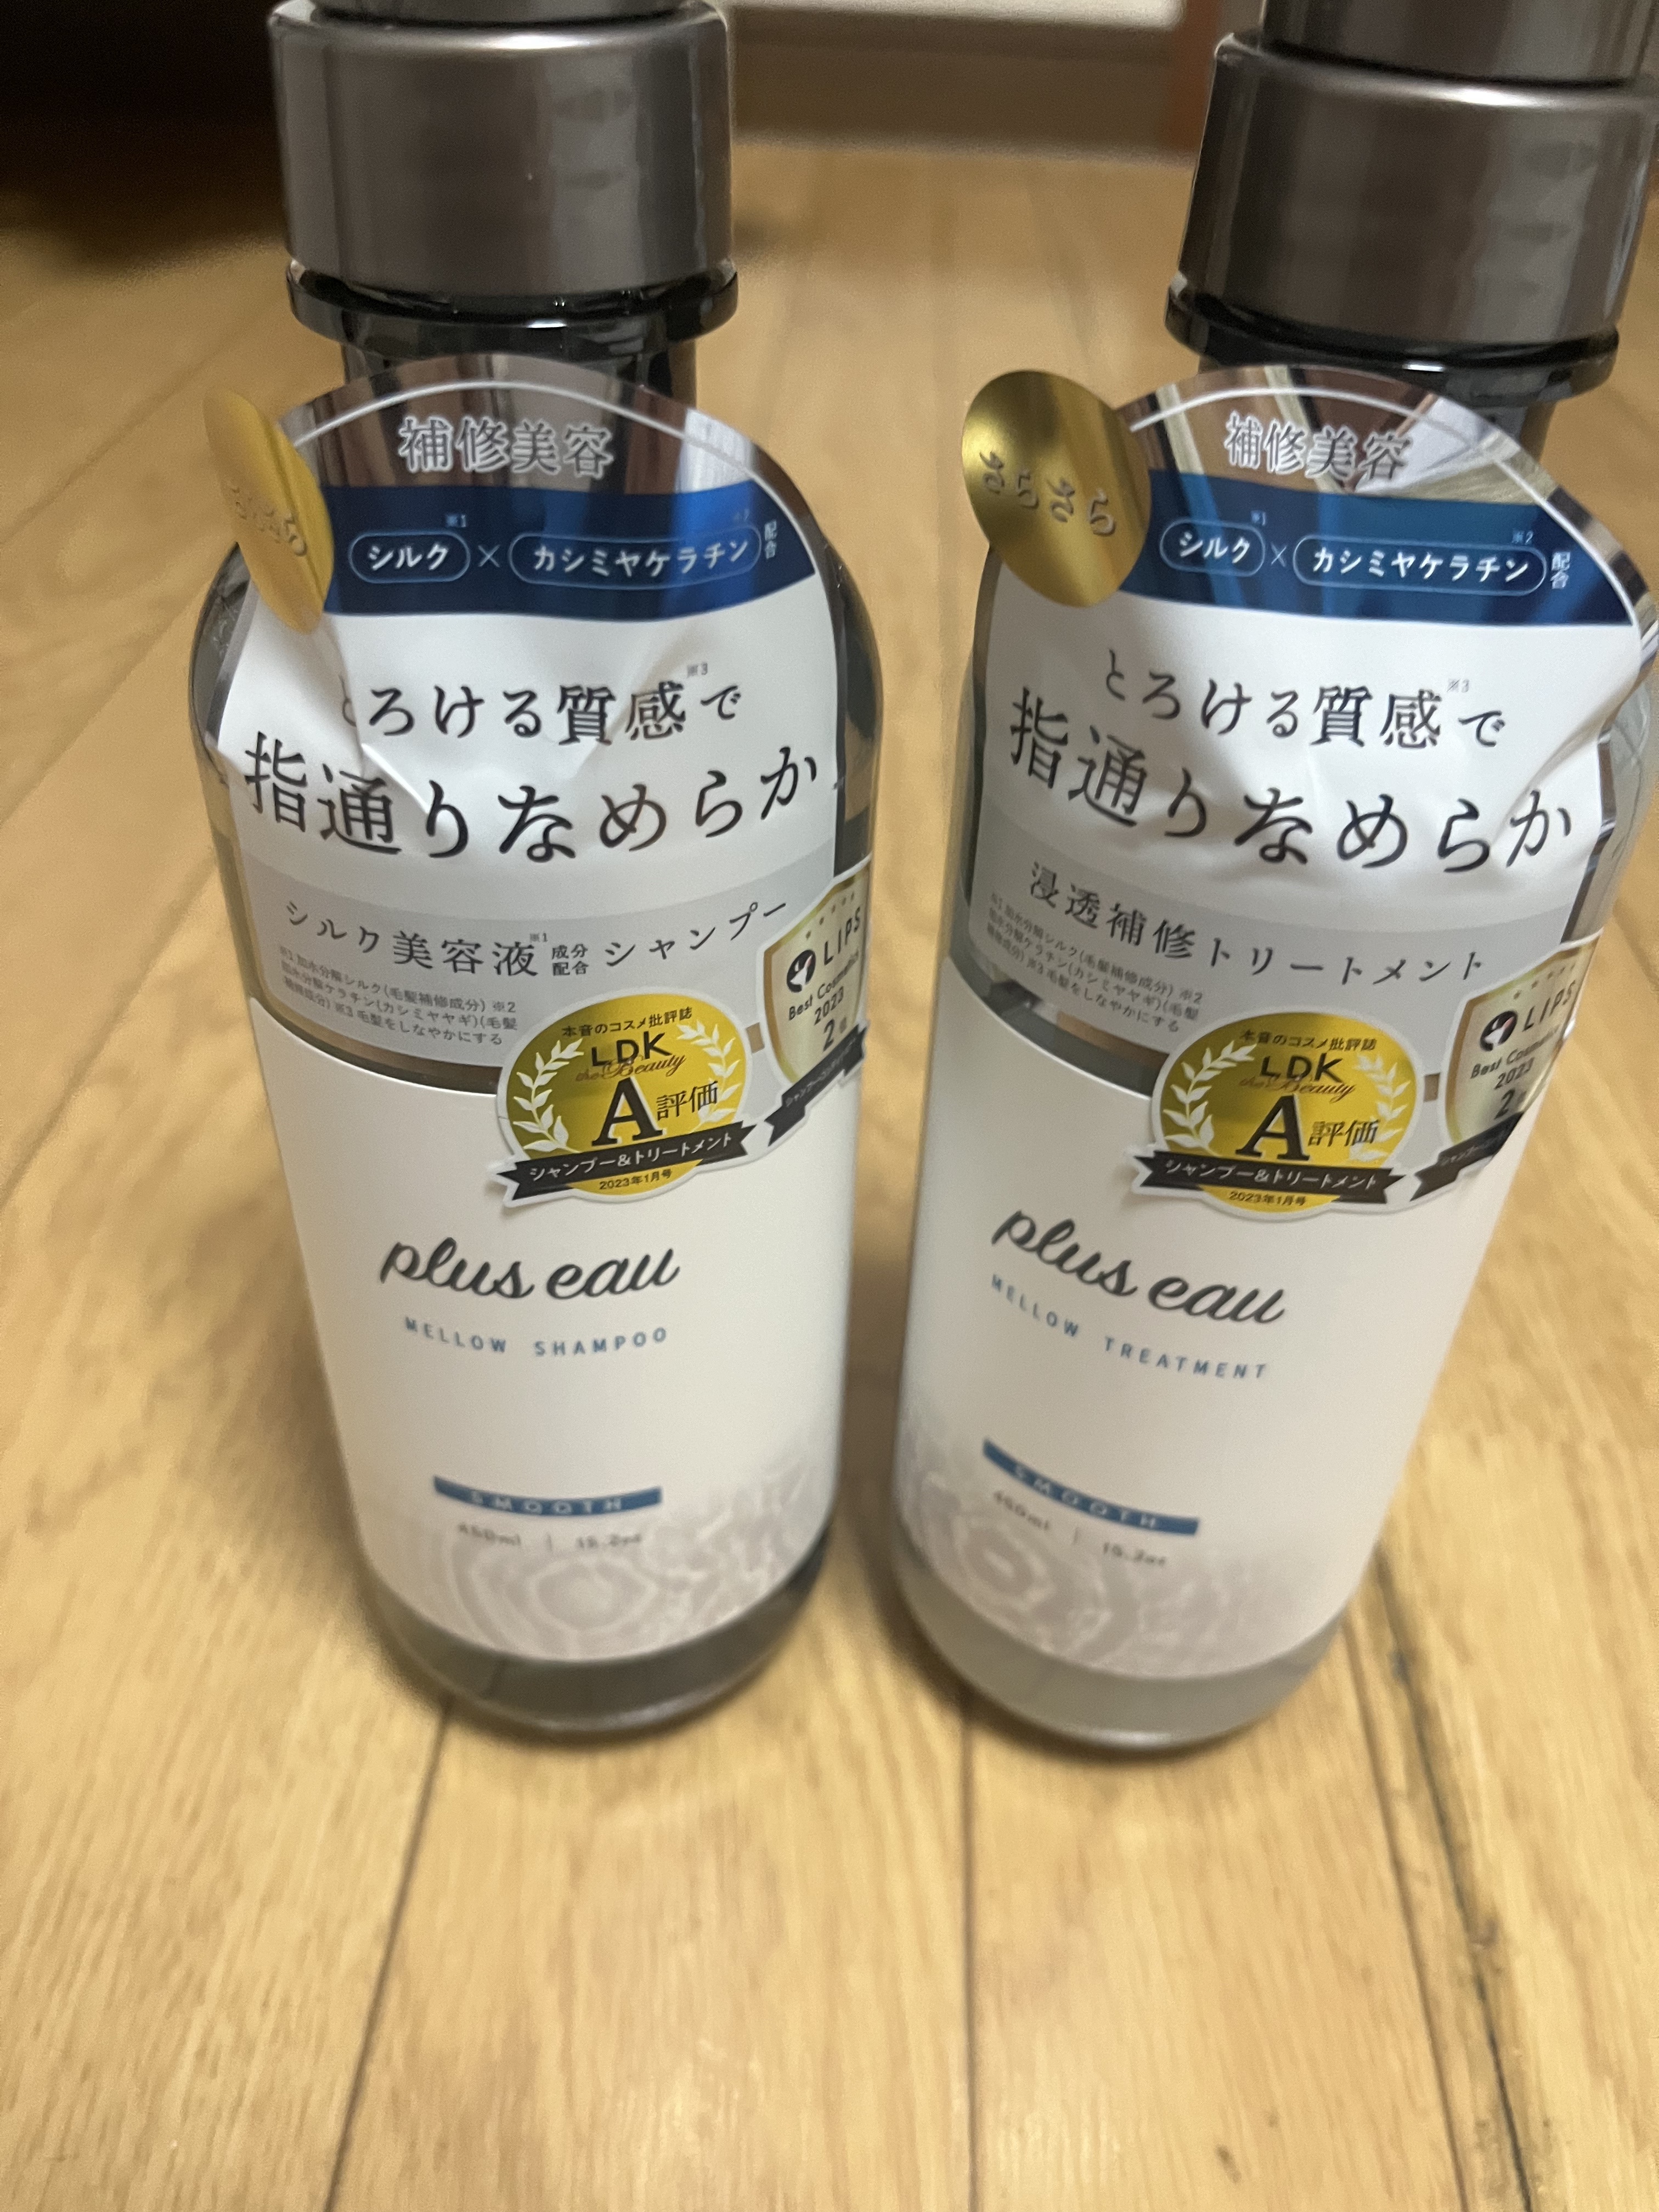 補修美容
シルク※1 × カシミヤケラチン※2 配合
とろける質感※3で
指通りなめらか
シルク美容液※1成分配合シャンプー
※1 加水分解シルク(毛髪補修成分) ※2
加水分解ケラチン(カシミヤヤギ)(毛髪
補修成分) ※3 毛髪をしなやかにする
本音のコスメ批評誌
LDK
the Beauty
A評価
シャンプー&トリートメント
2023年1月号
LIPS
Best Cosmetics
2023
2
plus eau
MELLOW SHAMPOO
SMOOTH
450ml | 15.2oz
さらさら
補修美容
シルク※1 × カシミヤケラチン※2 配合
とろける質感※3で
指通りなめらか
浸透補修トリートメント
※1 加水分解シルク(毛髪補修成分) ※2
加水分解ケラチン(カシミヤヤギ)(毛髪
補修成分) ※3 毛髪をしなやかにする
本音のコスメ批評誌
LDK
the Beauty
A評価
シャンプー&トリートメント
2023年1月号
LIPS
Best Cosmetics
2023
2
plus eau
MELLOW TREATMENT
SMOOTH
450ml | 15.2oz